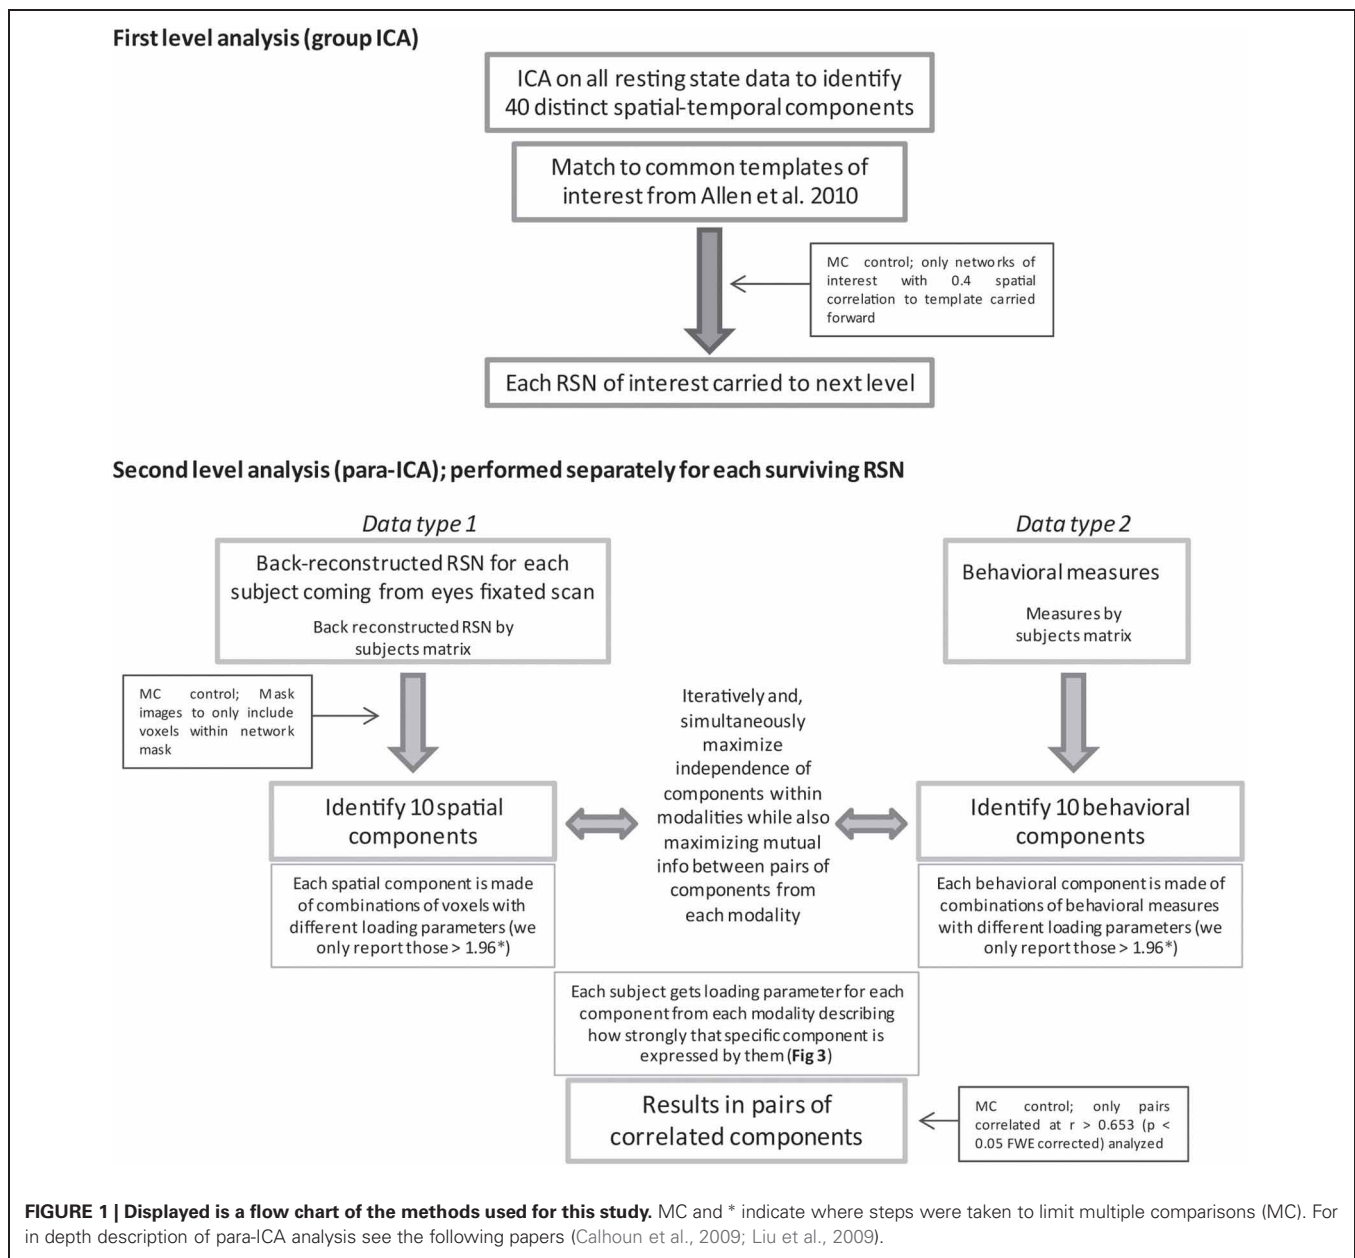 First level analysis (group ICA)
ICA on all resting state data to identify
40 distinct spatial-temporal components
Match to common templates of
interest from Allen et al. 2010
MC control; only networks of
interest with 0.4 spatial
correlation to template carried
forward
Each RSN of interest carried to next level
Second level analysis (para-ICA); performed separately for each surviving RSN
Data type 1
Back-reconstructed RSN for each
subject coming from eyes fixated scan
Back reconstructed RSN by
subjects matrix
Data type 2
Behavioral measures
Measures by
subjects matrix
MC control; Mask
images to only include
voxels within network
mask
Iteratively and,
simultaneously
maximize
independence of
components within
modalities while also
maximizing mutual
info between pairs of
components from
each modality
Identify 10 spatial
components
Each spatial component is made
of combinations of voxels with
different loading parameters (we
only report those > 1.96*)
Identify 10 behavioral
components
Each behavioral component is made of
combinations of behavioral measures
with different loading parameters (we
only report those > 1.96*)
Each subject gets loading parameter for each
component from each modality describing
how strongly that specific component is
expressed by them (Fig 3)
Results in pairs of
correlated components
MC control; only pairs
correlated at r > 0.653 (p <
0.05 FWE corrected) analyzed
FIGURE 1 | Displayed is a flow chart of the methods used for this study. MC and * indicate where steps were taken to limit multiple comparisons (MC). For
in depth description of para-ICA analysis see the following papers (Calhoun et al., 2009; Liu et al., 2009).